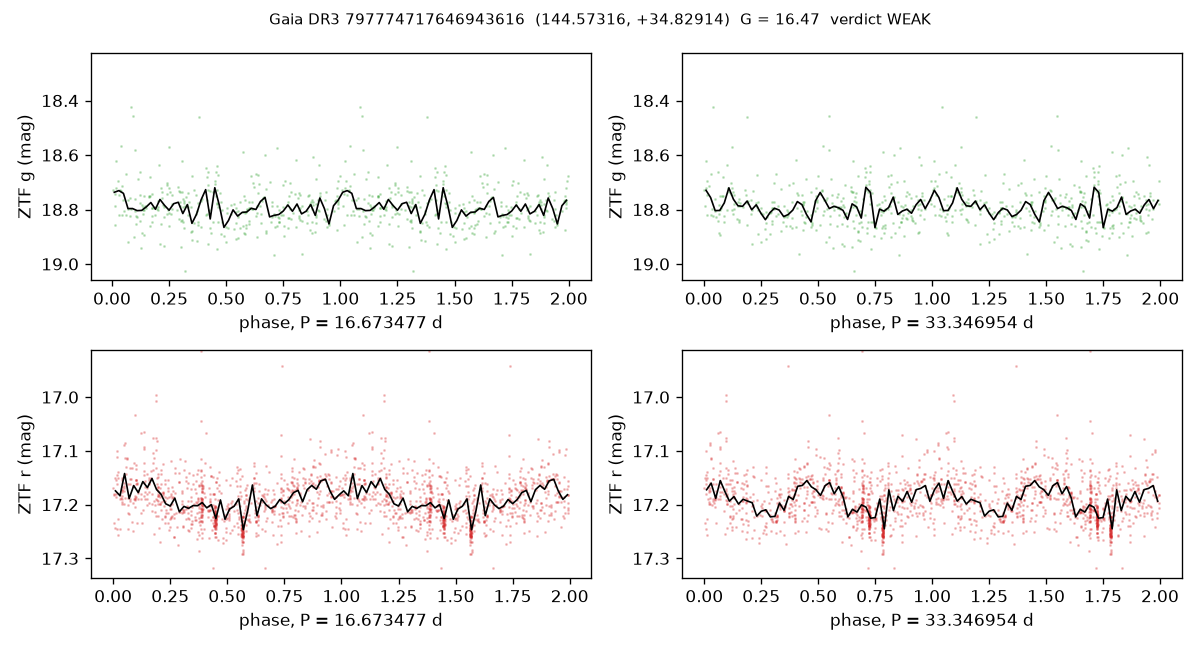 Gaia DR3 797774717646943616  (144.57316, +34.82914)  G = 16.47  verdict WEAK
ZTF g (mag)
18.4
18.6
18.8
19.0
0.00 0.25 0.50 0.75 1.00 1.25 1.50 1.75 2.00
phase, P = 16.673477 d
ZTF g (mag)
18.4
18.6
18.8
19.0
0.00 0.25 0.50 0.75 1.00 1.25 1.50 1.75 2.00
phase, P = 33.346954 d
ZTF r (mag)
17.0
17.1
17.2
17.3
0.00 0.25 0.50 0.75 1.00 1.25 1.50 1.75 2.00
phase, P = 16.673477 d
ZTF r (mag)
17.0
17.1
17.2
17.3
0.00 0.25 0.50 0.75 1.00 1.25 1.50 1.75 2.00
phase, P = 33.346954 d